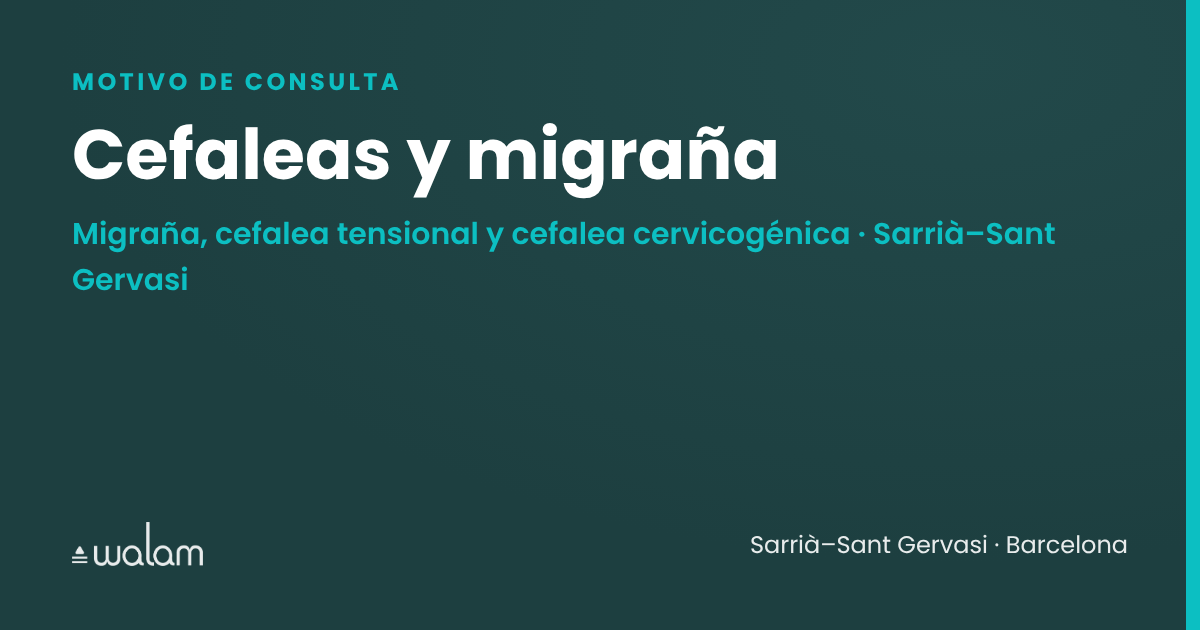 MOTIVO DE CONSULTA
Cefaleas y migraña
Migraña, cefalea tensional y cefalea cervicogénica · Sarrià–Sant
Gervasi
walam
Sarrià–Sant Gervasi · Barcelona